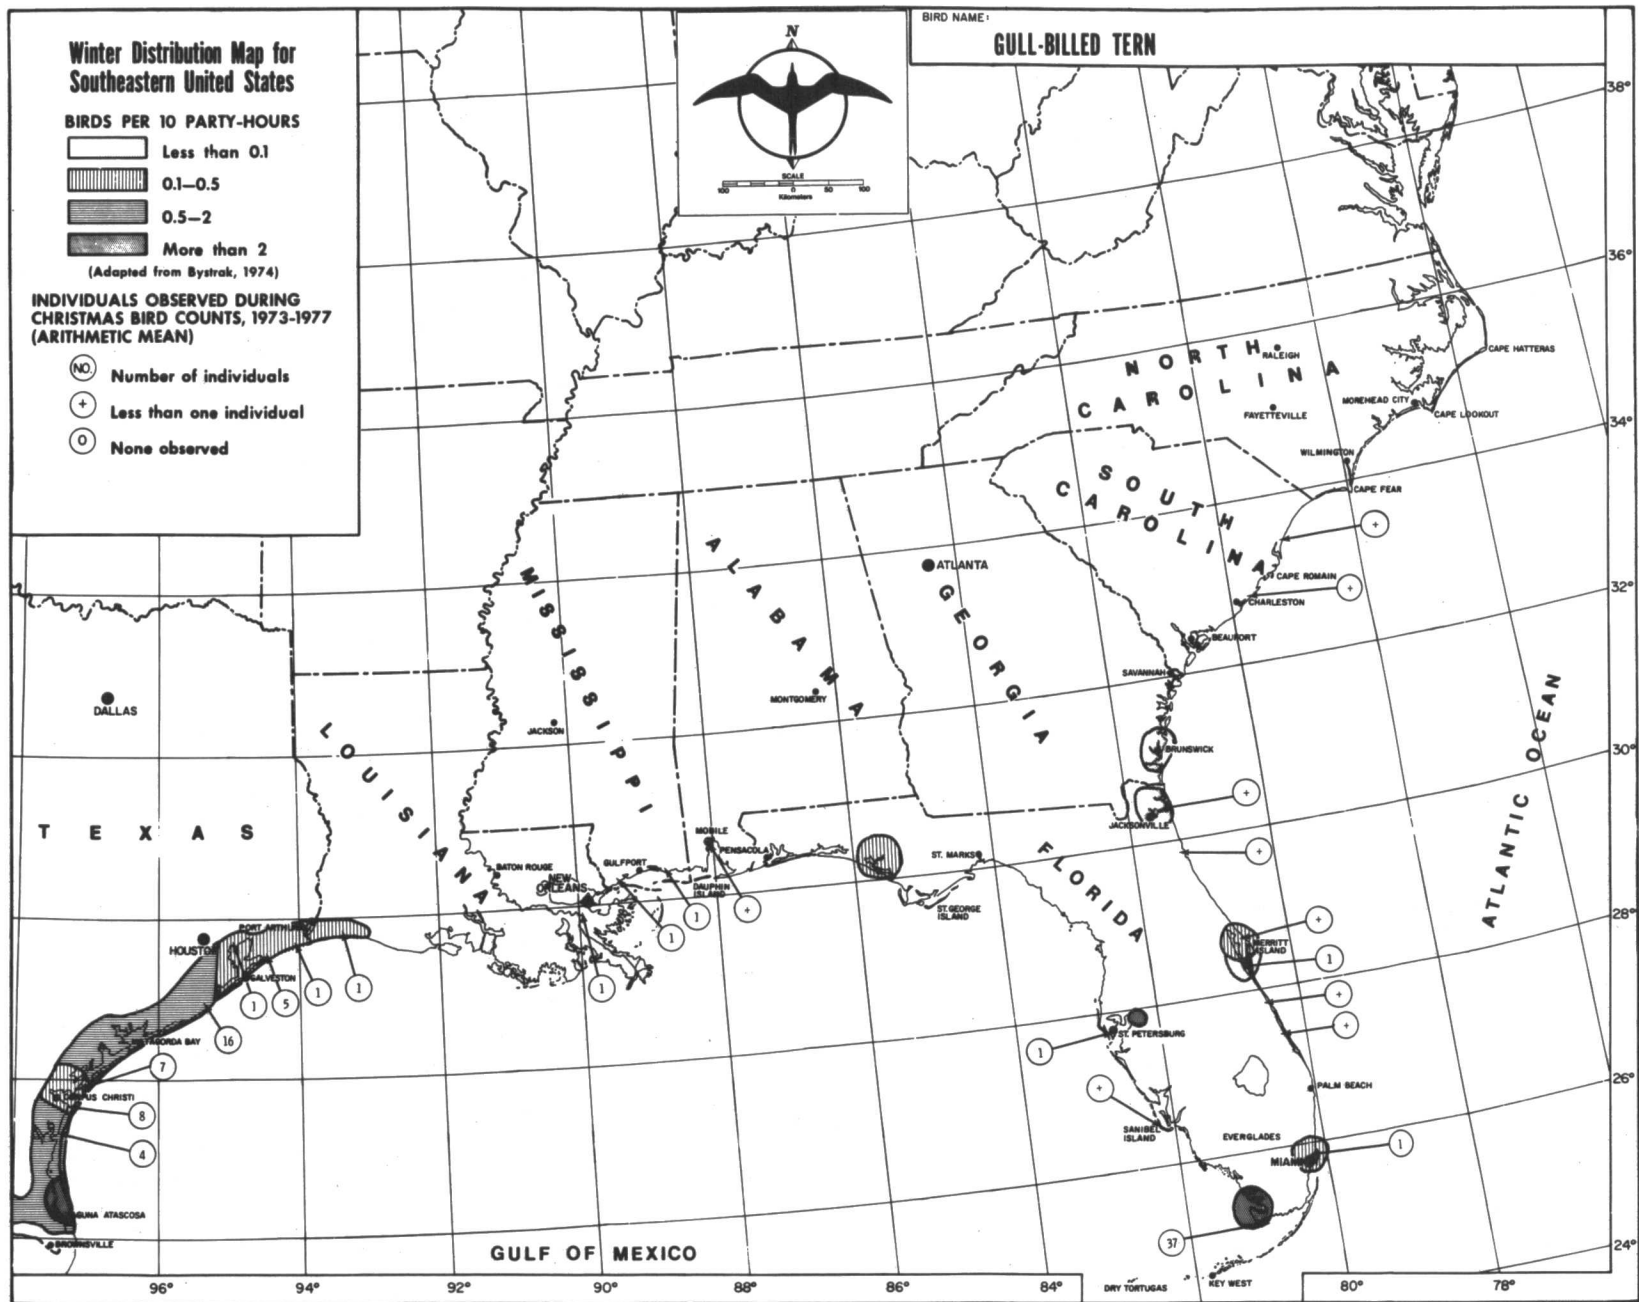 Winter Distribution Map for
Southeastern United States
BIRDS PER 10 PARTY-HOURS
Less than 0.1
0.1–0.5
0.5–2
More than 2
(Adapted from Bystrak, 1974)
INDIVIDUALS OBSERVED DURING
CHRISTMAS BIRD COUNTS, 1973-1977
(ARITHMETIC MEAN)
NO. Number of individuals
+ Less than one individual
0 None observed
N
SCALE
100 0 50 100
Kilometers
BIRD NAME:
GULL-BILLED TERN
38°
36°
34°
32°
30°
28°
26°
24°
NORTH
CAROLINA
RALEIGH
FAYETTEVILLE
CAPE HATTERAS
MOREHEAD CITY
CAPE LOOKOUT
WILMINGTON
CAPE FEAR
SOUTH
CAROLINA
+
CAPE ROMAIN
CHARLESTON
+
BEAUFORT
SAVANNAH
ATLANTA
GEORGIA
BRUNSWICK
JACKSONVILLE
+
+
ALABAMA
MONTGOMERY
MISSISSIPPI
JACKSON
DALLAS
TEXAS
LOUISIANA
BATON ROUGE
NEW
ORLEANS
GULFPORT
MOBILE
PENSACOLA
DAUPHIN
ISLAND
1
1
1
+
ST. MARKS
ST. GEORGE
ISLAND
FLORIDA
+
MERRITT
ISLAND
1
+
+
ST. PETERSBURG
1
+
SANIBEL
ISLAND
PALM BEACH
EVERGLADES
MIAMI
1
37
DRY TORTUGAS
KEY WEST
HOUSTON
PORT ARTHUR
GALVESTON
1
5
1
1
16
MATAGORDA BAY
7
CORPUS CHRISTI
8
4
LAGUNA ATASCOSA
BROWNSVILLE
GULF OF MEXICO
ATLANTIC OCEAN
96°
94°
92°
90°
88°
86°
84°
80°
78°